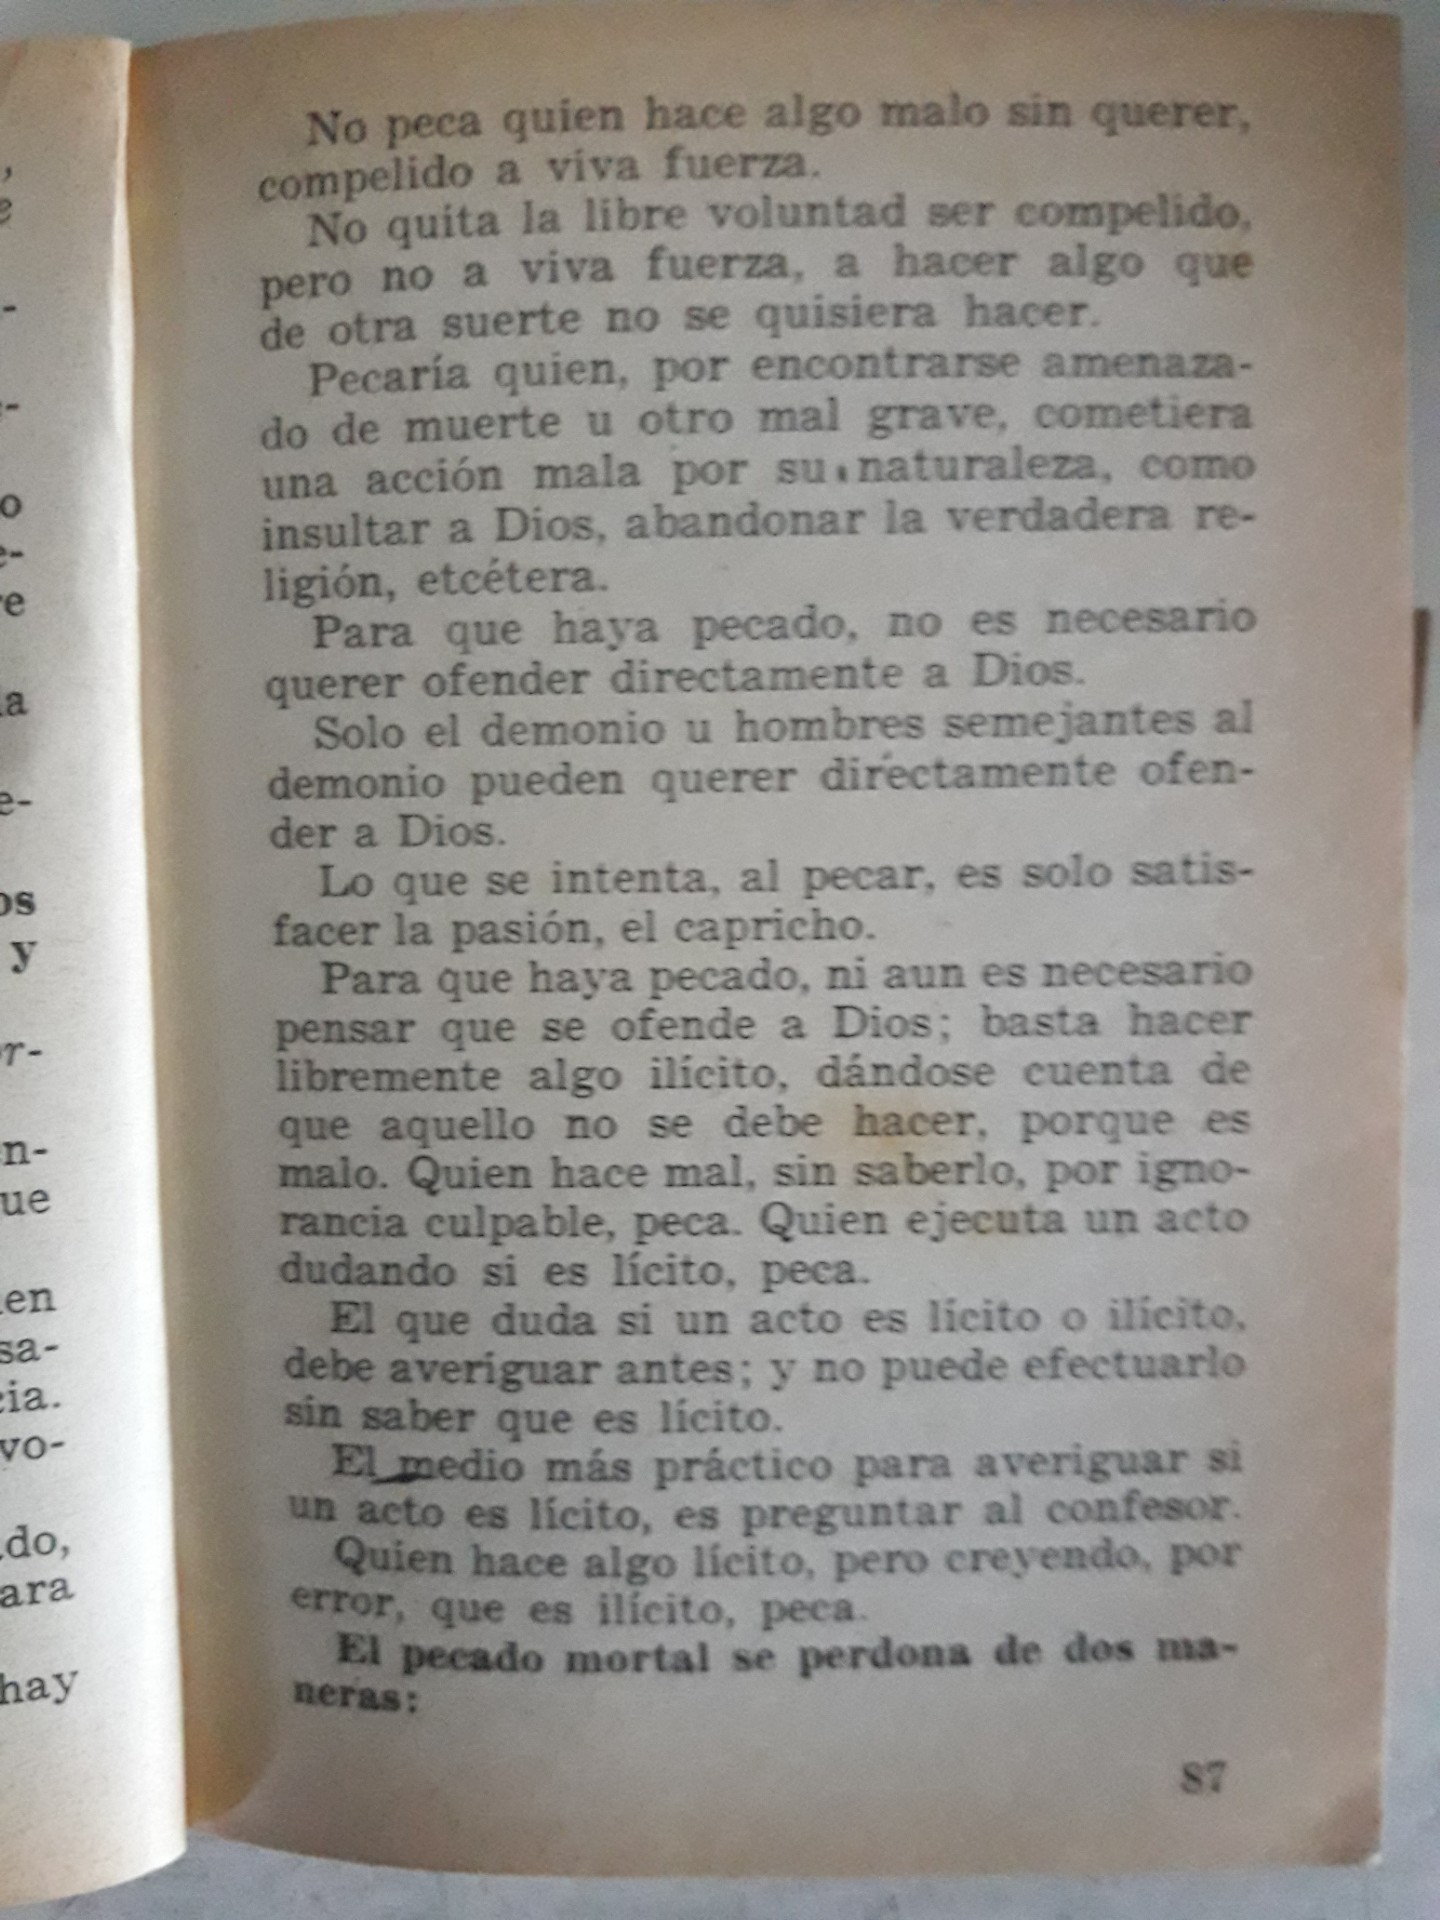 No peca quien hace algo malo sin querer,
compelido a viva fuerza.
No quita la libre voluntad ser compelido,
pero no a viva fuerza, a hacer algo que
de otra suerte no se quisiera hacer.
Pecaría quien, por encontrarse amenaza-
do de muerte u otro mal grave, cometiera
una acción mala por su naturaleza, como
insultar a Dios, abandonar la verdadera re-
ligión, etcétera.
Para que haya pecado, no es necesario
querer ofender directamente a Dios.
Solo el demonio u hombres semejantes al
demonio pueden querer directamente ofen-
der a Dios.
Lo que se intenta, al pecar, es solo satis-
facer la pasión, el capricho.
Para que haya pecado, ni aun es necesario
pensar que se ofende a Dios; basta hacer
libremente algo ilícito, dándose cuenta de
que aquello no se debe hacer, porque es
malo. Quien hace mal, sin saberlo, por igno-
rancia culpable, peca. Quien ejecuta un acto
dudando si es lícito, peca.
El que duda si un acto es lícito o ilícito,
debe averiguar antes; y no puede efectuarlo
sin saber que es lícito.
El medio más práctico para averiguar si
un acto es lícito, es preguntar al confesor.
Quien hace algo lícito, pero creyendo, por
error, que es ilícito, peca.
El pecado mortal se perdona de dos ma-
neras:
87